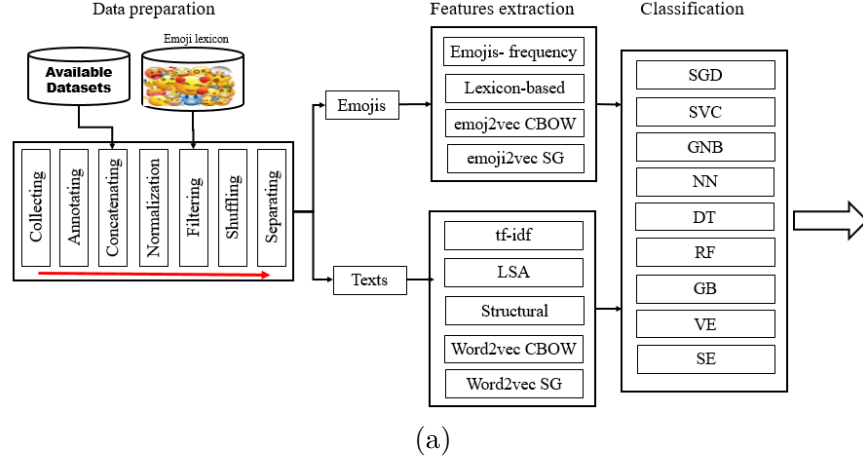 Data preparation
Features extraction
Classification
Emoji lexicon
Available
Datasets
Collecting
Annotating
Concatenating
Normalization
Filtering
Shuffling
Separating
Emojis
Texts
Emojis- frequency
Lexicon-based
emoj2vec CBOW
emoji2vec SG
tf-idf
LSA
Structural
Word2vec CBOW
Word2vec SG
SGD
SVC
GNB
NN
DT
RF
GB
VE
SE
(a)